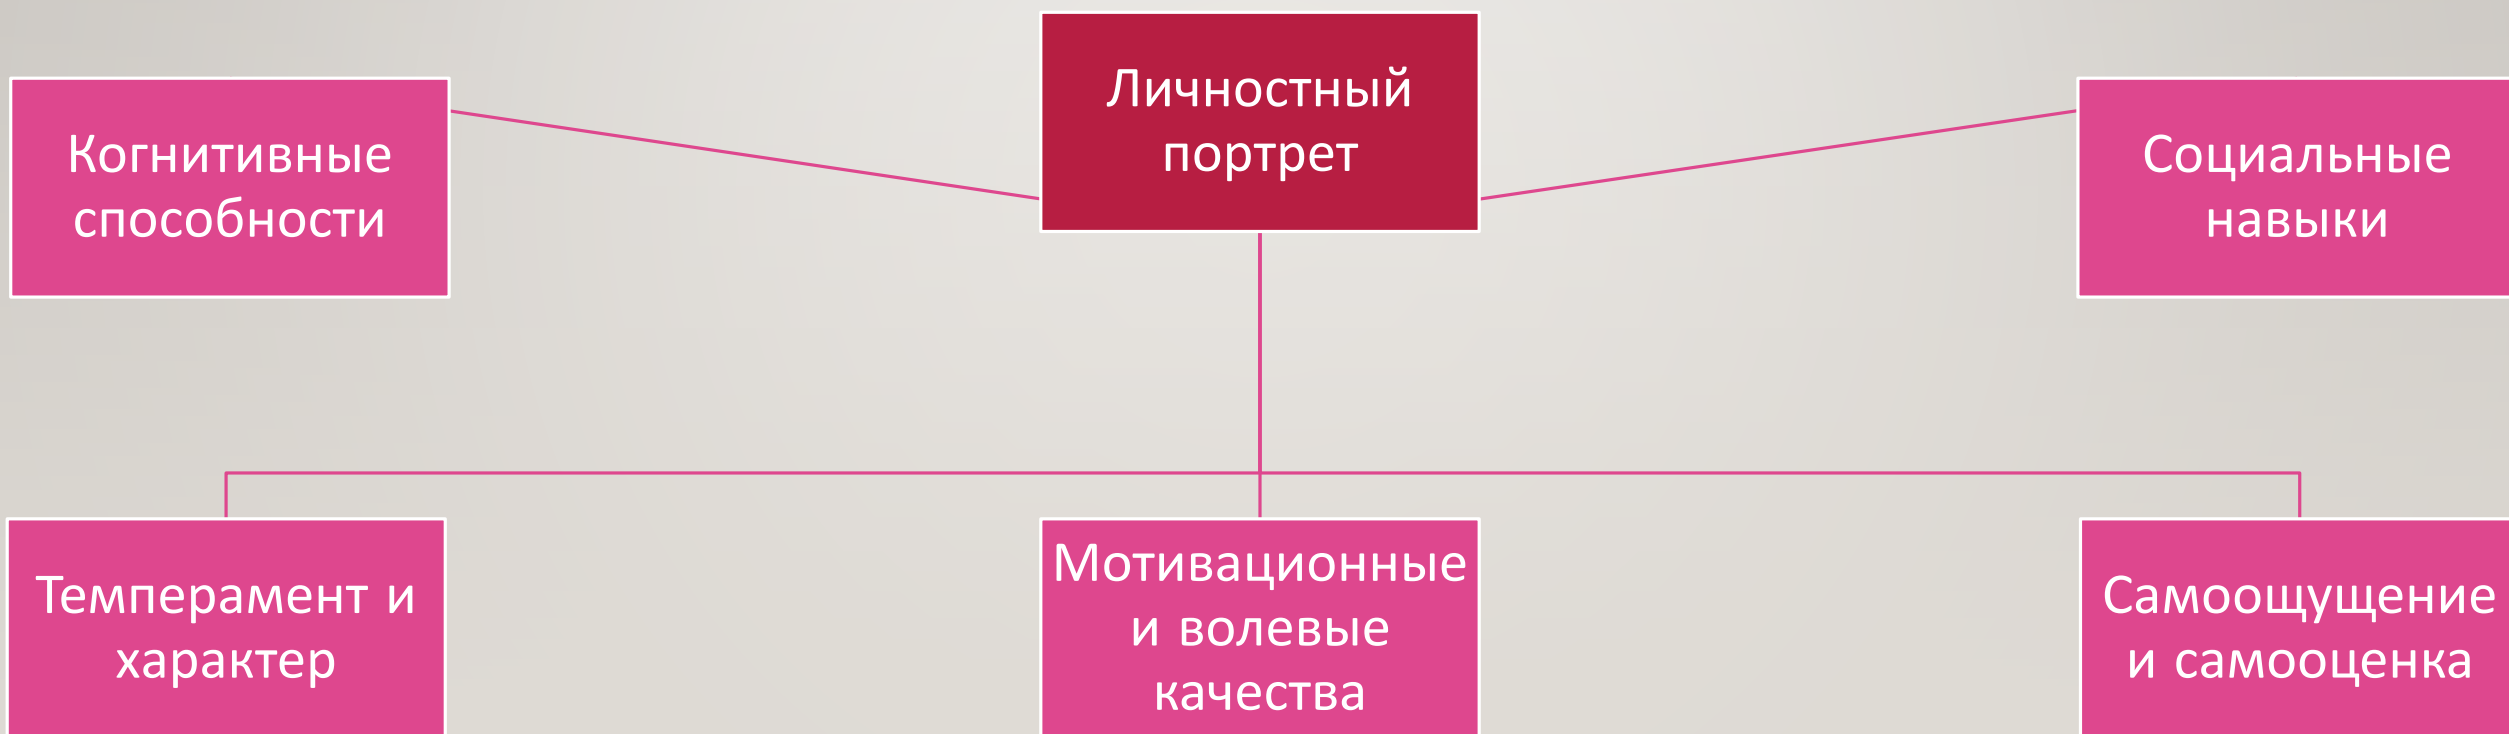 Личностный
портрет
Когнитивные
способности
Социальные
навыки
Темперамент и
характер
Мотивационные
и волевые
качества
Самоощущение
и самооценка